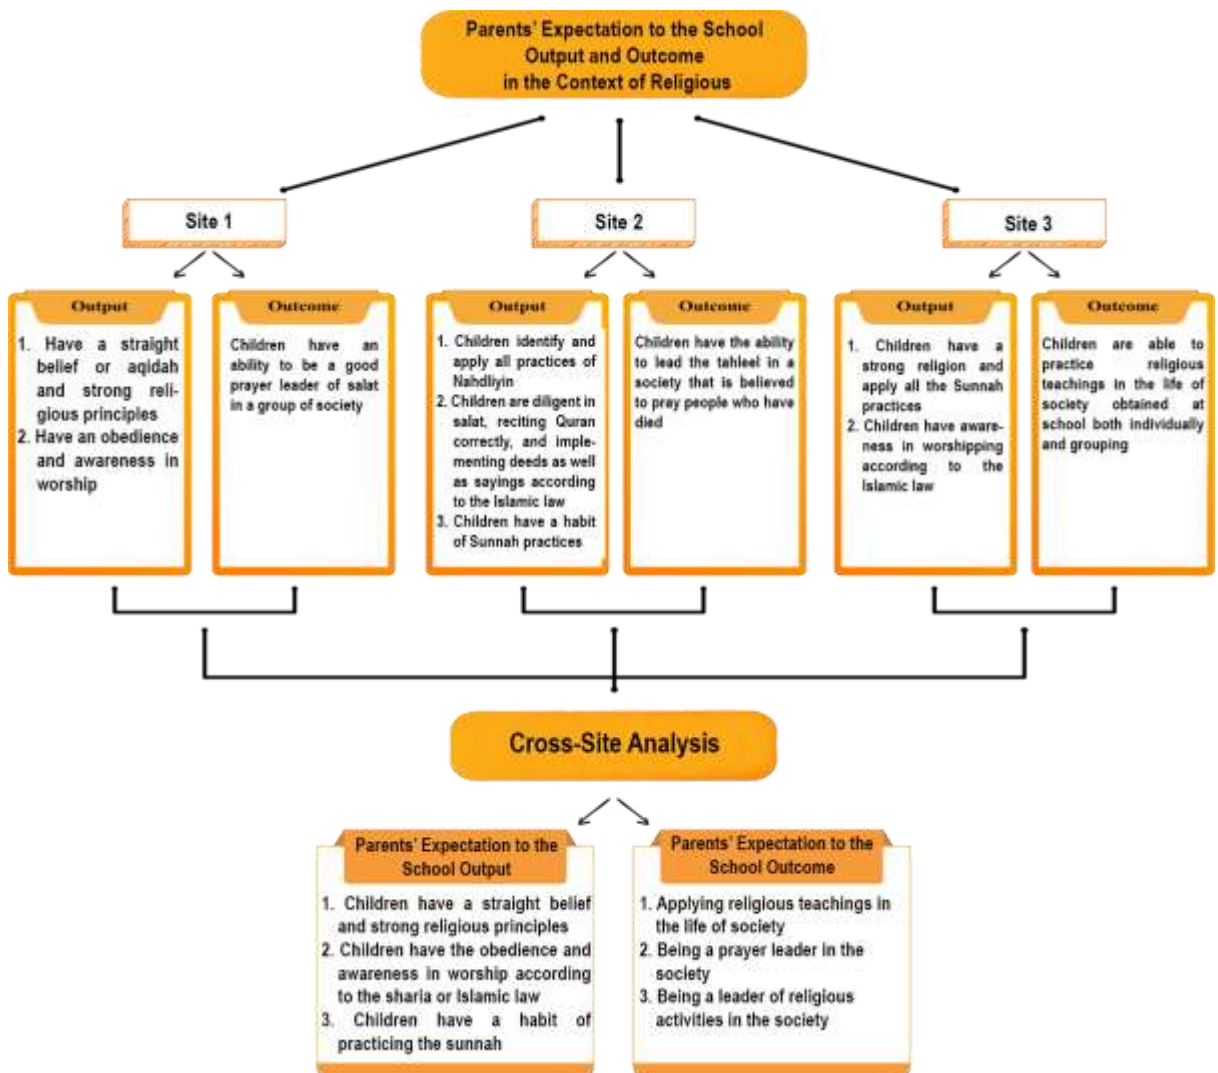 Parents' Expectation to the School
Output and Outcome
in the Context of Religious
Site 1
Site 2
Site 3
Output
1. Have a straight
belief or aqidah
and strong reli-
gious principles
2. Have an obedience
and awareness in
worship
Outcome
Children have an
ability to be a good
prayer leader of salat
in a group of society
Output
1. Children identify and
apply all practices of
Nahdliyin
2. Children are diligent in
salat, reciting Quran
correctly, and imple-
menting deeds as well
as sayings according
to the Islamic law
3. Children have a habit
of Sunnah practices
Outcome
Children have the ability
to lead the tahleel in a
society that is believed
to pray people who have
died
Output
1. Children have a
strong religion and
apply all the Sunnah
practices
2. Children have aware-
ness in worshipping
according to the
Islamic law
Outcome
Children are able to
practice religious
teachings in the life of
society obtained at
school both individually
and grouping
Cross-Site Analysis
Parents' Expectation to the
School Output
1. Children have a straight belief
and strong religious principles
2. Children have the obedience and
awareness in worship according
to the sharia or Islamic law
3. Children have a habit of
practicing the sunnah
Parents' Expectation to the
School Outcome
1. Applying religious teachings in
the life of society
2. Being a prayer leader in the
society
3. Being a leader of religious
activities in the society